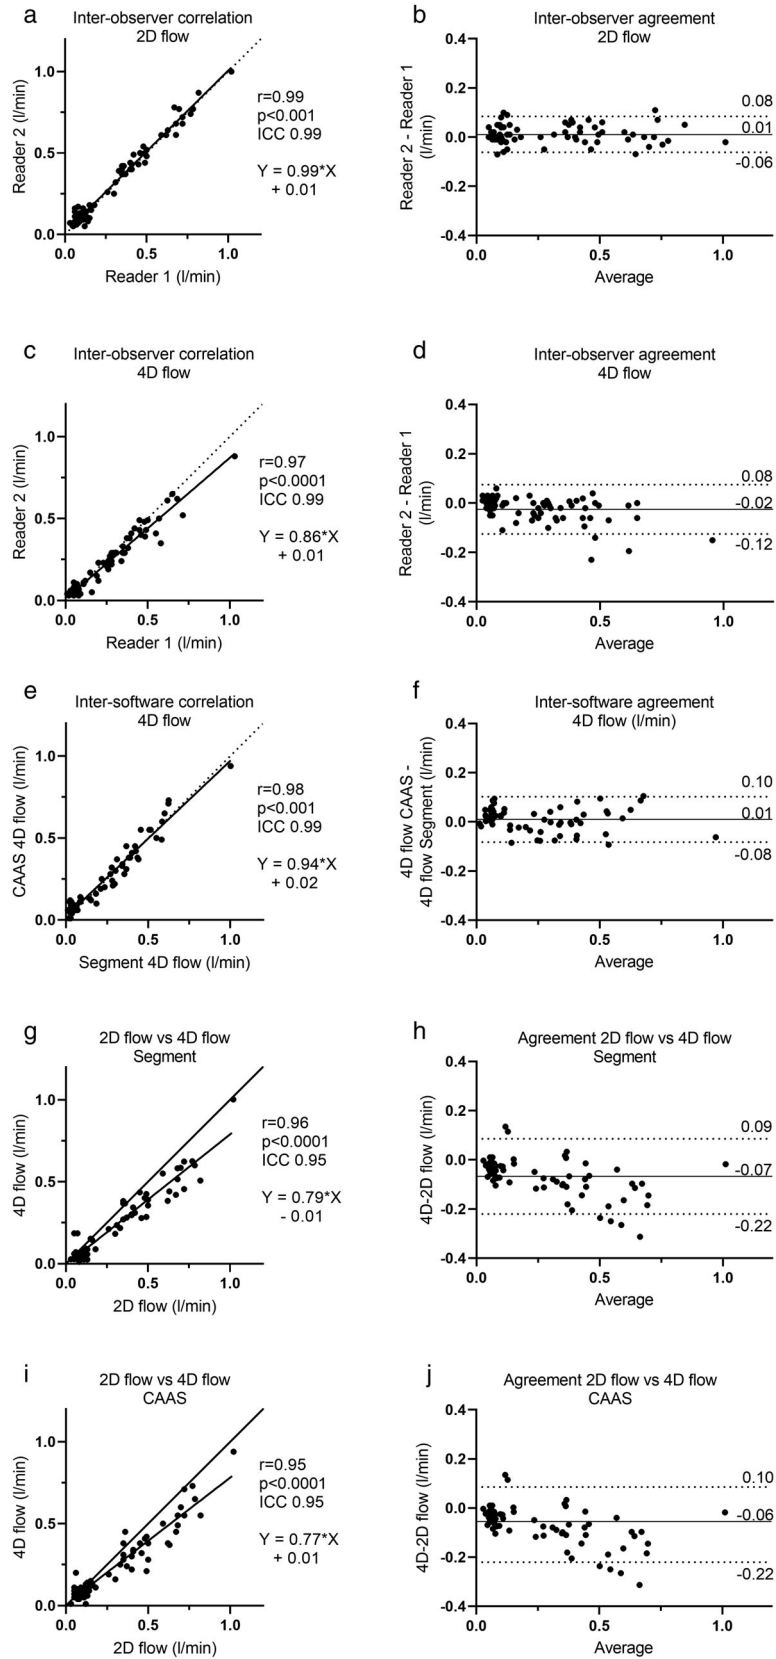 a
Inter-observer correlation
2D flow
Reader 2 (l/min)
1.0
0.5
0.0
0.0
0.5
1.0
Reader 1 (l/min)
r=0.99
p<0.001
ICC 0.99
Y = 0.99*X
+ 0.01
b
Inter-observer agreement
2D flow
Reader 2 - Reader 1
(l/min)
0.4
0.2
0.0
-0.2
-0.4
0.0
0.5
1.0
Average
0.08
0.01
-0.06
c
Inter-observer correlation
4D flow
Reader 2 (l/min)
1.0
0.5
0.0
0.0
0.5
1.0
Reader 1 (l/min)
r=0.97
p<0.0001
ICC 0.99
Y = 0.86*X
+ 0.01
d
Inter-observer agreement
4D flow
Reader 2 - Reader 1
(l/min)
0.4
0.2
0.0
-0.2
-0.4
0.0
0.5
1.0
Average
0.08
-0.02
-0.12
e
Inter-software correlation
4D flow
CAAS 4D flow (l/min)
1.0
0.5
0.0
0.0
0.5
1.0
Segment 4D flow (l/min)
r=0.98
p<0.001
ICC 0.99
Y = 0.94*X
+ 0.02
f
Inter-software agreement
4D flow (l/min)
4D flow CAAS -
4D flow Segment (l/min)
0.4
0.2
0.0
-0.2
-0.4
0.0
0.5
1.0
Average
0.10
0.01
-0.08
g
2D flow vs 4D flow
Segment
4D flow (l/min)
1.0
0.5
0.0
0.0
0.5
1.0
2D flow (l/min)
r=0.96
p<0.0001
ICC 0.95
Y = 0.79*X
- 0.01
h
Agreement 2D flow vs 4D flow
Segment
4D-2D flow (l/min)
0.4
0.2
0.0
-0.2
-0.4
0.0
0.5
1.0
Average
0.09
-0.07
-0.22
i
2D flow vs 4D flow
CAAS
4D flow (l/min)
1.0
0.5
0.0
0.0
0.5
1.0
2D flow (l/min)
r=0.95
p<0.0001
ICC 0.95
Y = 0.77*X
+ 0.01
j
Agreement 2D flow vs 4D flow
CAAS
4D-2D flow (l/min)
0.4
0.2
0.0
-0.2
-0.4
0.0
0.5
1.0
Average
0.10
-0.06
-0.22